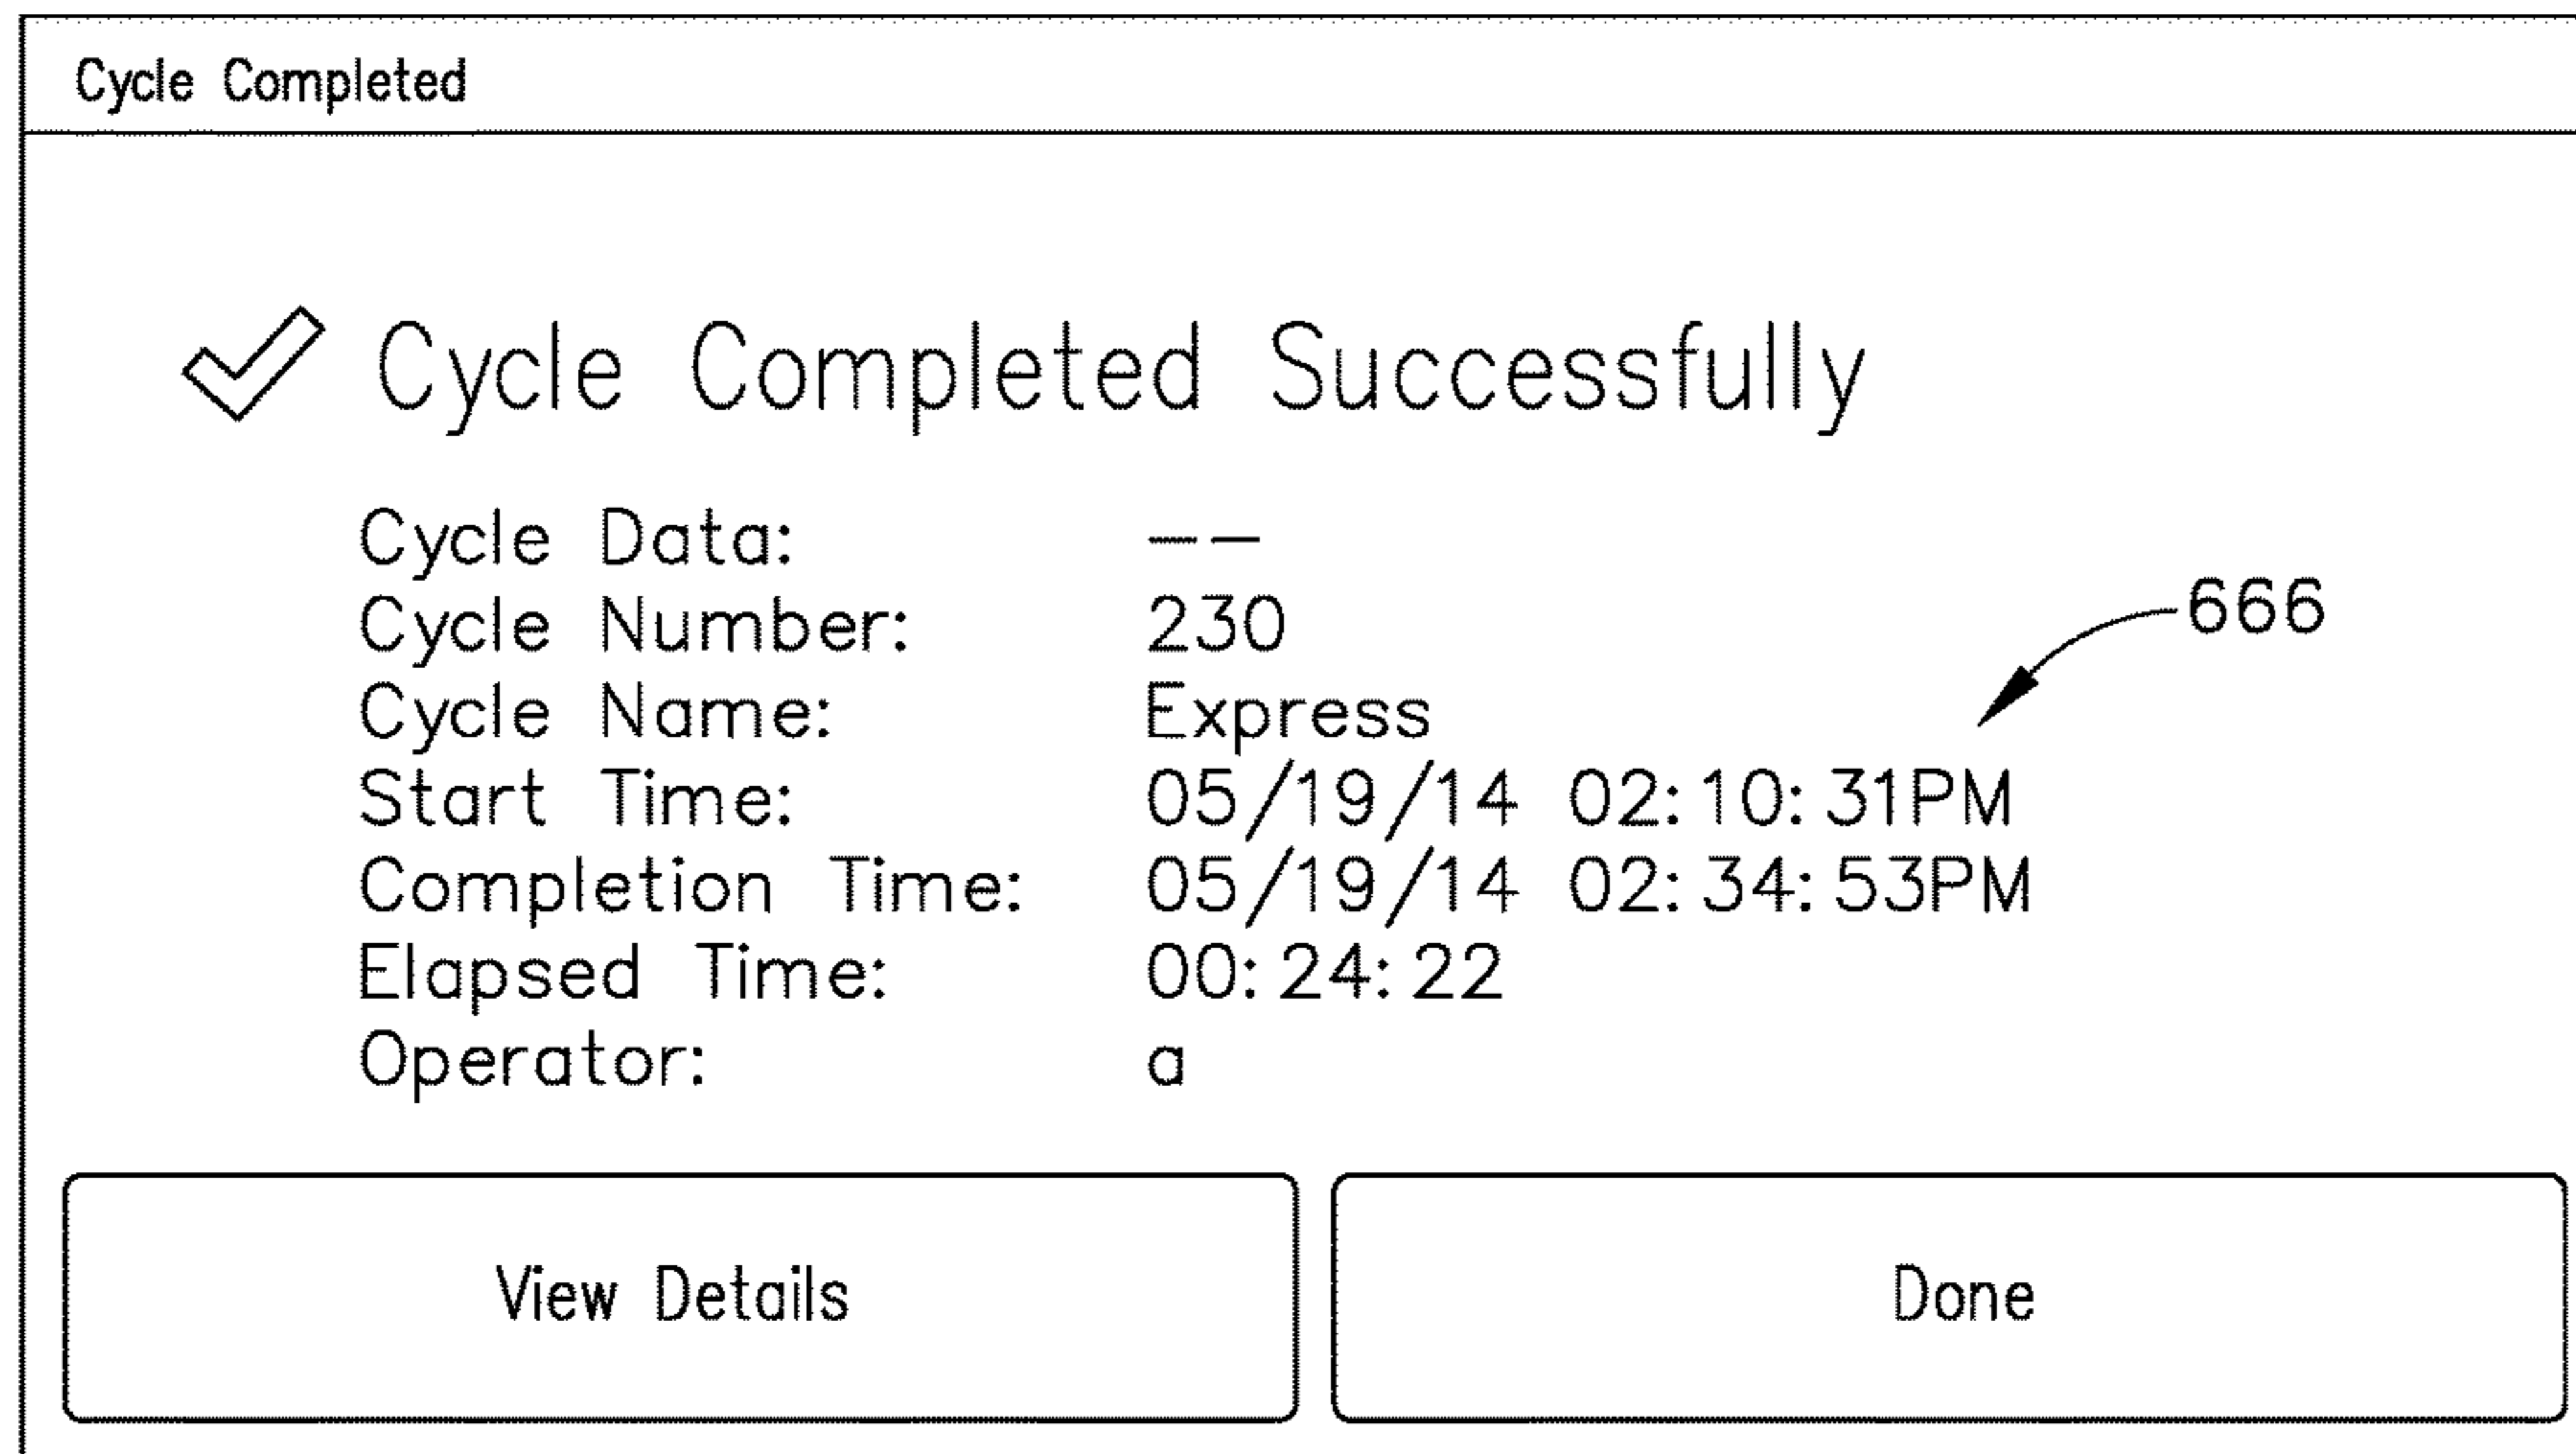 Cycle Completed
Cycle Completed Successfully
Cycle Data: --
Cycle Number: 230
666
Cycle Name: Express
Start Time: 05/19/14 02:10:31PM
Completion Time: 05/19/14 02:34:53PM
Elapsed Time: 00:24:22
Operator: a
View Details
Done